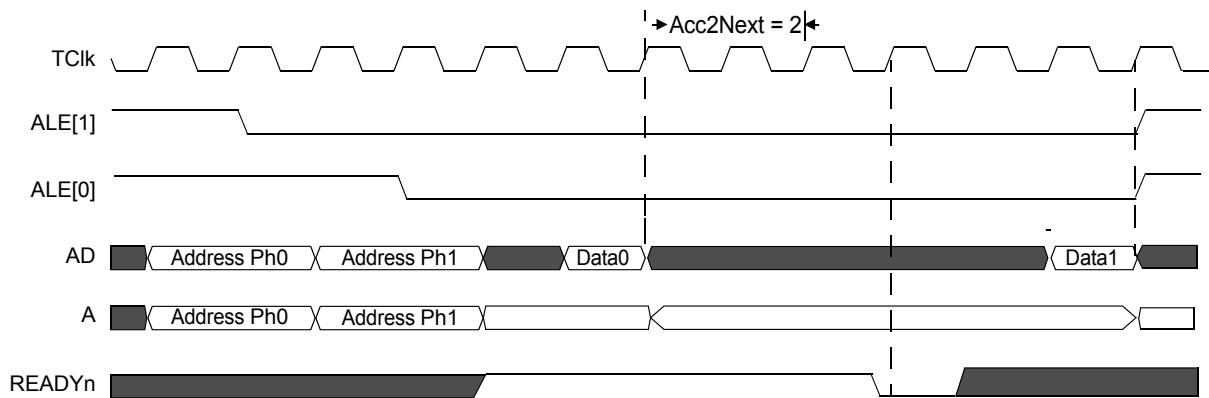 Acc2Next = 2
TClk
ALE[1]
ALE[0]
AD Address Ph0 Address Ph1 Data0 Data1
A Address Ph0 Address Ph1
READYn